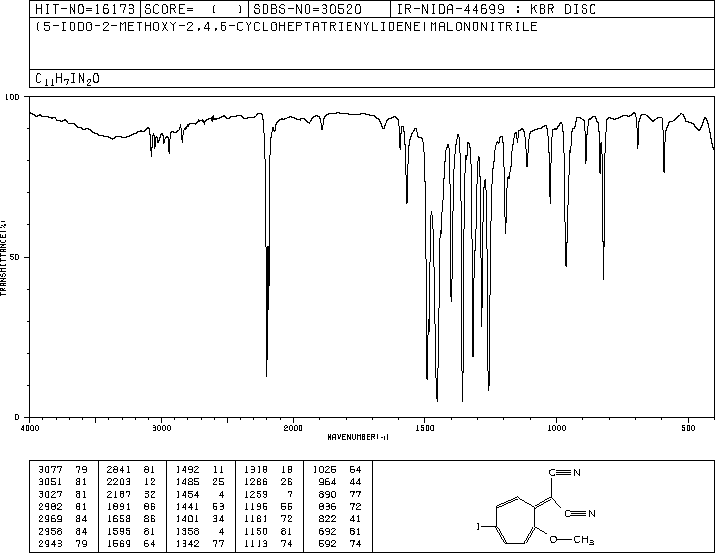 HIT-NO=16173 SCORE= ( ) SDBS-NO=30520 IR-NIDA-44699 : KBR DISC
(5-IODO-2-METHOXY-2,4,6-CYCLOHEPTATRIENYLIDENE)MALONONITRILE
C11H7IN2O
100
TRANSMITTANCE(%)
50
0
4000 3000 2000 1500 1000 500
WAVENUMBER(-1)
3077 79 2841 81 1492 11 1318 18 1026 64
3051 81 2203 12 1485 25 1286 26 964 44
3027 81 2187 32 1454 4 1259 7 890 77
2982 81 1891 86 1441 53 1196 55 836 72
2969 84 1658 86 1401 34 1181 72 822 41
2958 84 1595 81 1358 4 1150 81 692 81
2943 79 1569 64 1342 77 1113 74 592 74
C≡N
C≡N
I
O—CH3